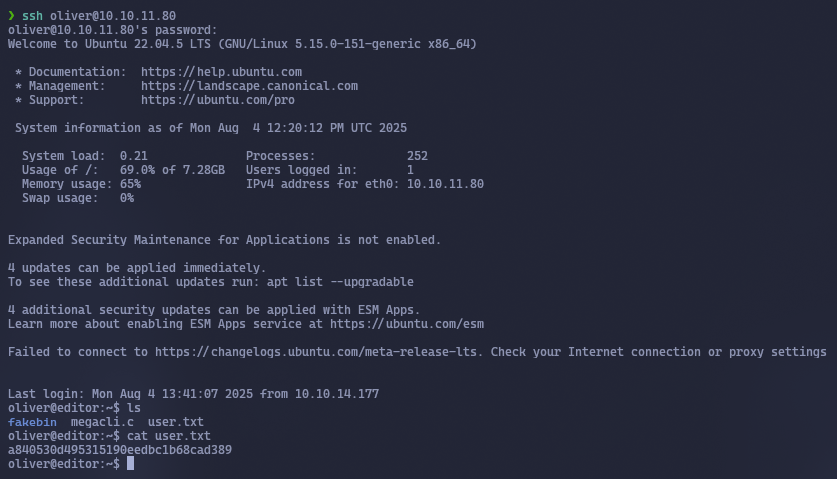 ❯ ssh oliver@10.10.11.80
oliver@10.10.11.80's password:
Welcome to Ubuntu 22.04.5 LTS (GNU/Linux 5.15.0-151-generic x86_64)

 * Documentation:  https://help.ubuntu.com
 * Management:     https://landscape.canonical.com
 * Support:        https://ubuntu.com/pro

 System information as of Mon Aug  4 12:20:12 PM UTC 2025

  System load:  0.21              Processes:             252
  Usage of /:   69.0% of 7.28GB   Users logged in:       1
  Memory usage: 65%               IPv4 address for eth0: 10.10.11.80
  Swap usage:   0%

Expanded Security Maintenance for Applications is not enabled.

4 updates can be applied immediately.
To see these additional updates run: apt list --upgradable

4 additional security updates can be applied with ESM Apps.
Learn more about enabling ESM Apps service at https://ubuntu.com/esm

Failed to connect to https://changelogs.ubuntu.com/meta-release-lts. Check your Internet connection or proxy settings

Last login: Mon Aug 4 13:41:07 2025 from 10.10.14.177
oliver@editor:~$ ls
fakebin  megacli.c  user.txt
oliver@editor:~$ cat user.txt
a840530d495315190eedbc1b68cad389
oliver@editor:~$